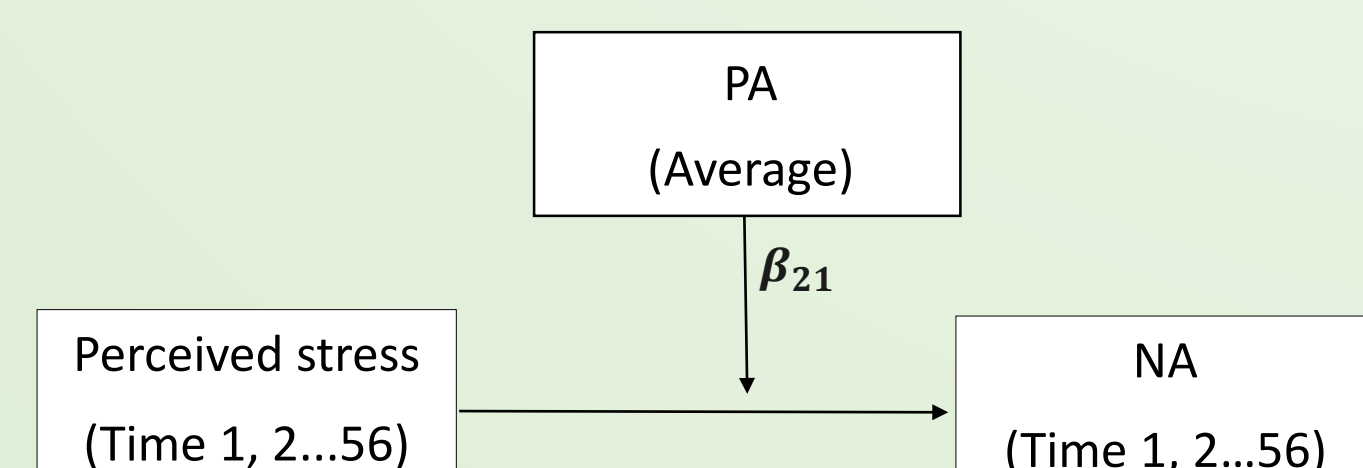 PA
(Average)
β21
Perceived stress
(Time 1, 2...56)
NA
(Time 1, 2...56)